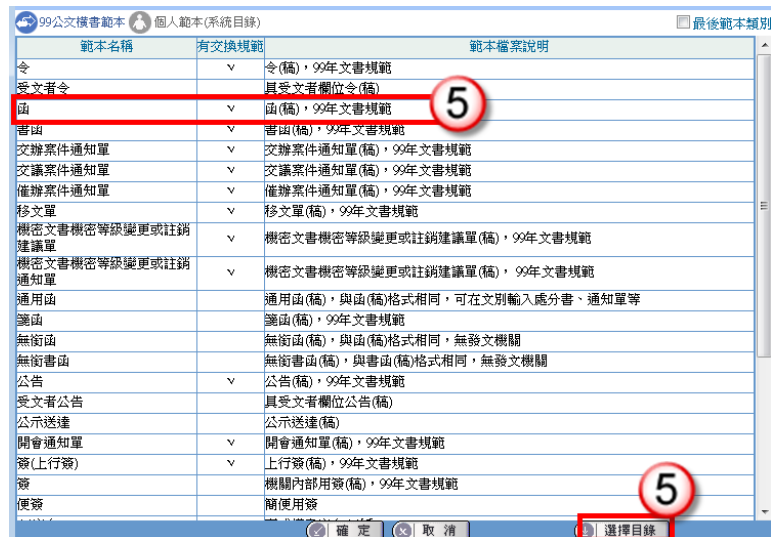 99公文橫書範本 個人範本(系統目錄) 最後範本類別
範本名稱 有交換規範 範本檔案說明
令 v 令(稿)，99年文書規範
受文者令 具受文者欄位令(稿)
函 v 函(稿)，99年文書規範 5
書函 v 書函(稿)，99年文書規範
交辦案件通知單 v 交辦案件通知單(稿)，99年文書規範
交議案件通知單 v 交議案件通知單(稿)，99年文書規範
催辦案件通知單 v 催辦案件通知單(稿)，99年文書規範
移文單 v 移文單(稿)，99年文書規範
機密文書機密等級變更或註銷
建議單 v 機密文書機密等級變更或註銷建議單(稿)，99年文書規範
機密文書機密等級變更或註銷
通知單 v 機密文書機密等級變更或註銷通知單(稿)， 99年文書規範
通用函 通用函(稿)，與函(稿)格式相同，可在文別輸入處分書、通知單等
箋函 箋函(稿)，99年文書規範
無銜函 無銜函(稿)，與函(稿)格式相同，無發文機關
無銜書函 無銜書函(稿)，與書函(稿)格式相同，無發文機關
公告 v 公告(稿)，99年文書規範
受文者公告 具受文者欄位公告(稿)
公示送達 公示送達(稿)
開會通知單 v 開會通知單(稿)，99年文書規範
簽(上行簽) v 上行簽(稿)，99年文書規範
簽 機關內部用簽(稿)，99年文書規範
便簽 簡便用簽 5
確 定 取 消 選擇目錄